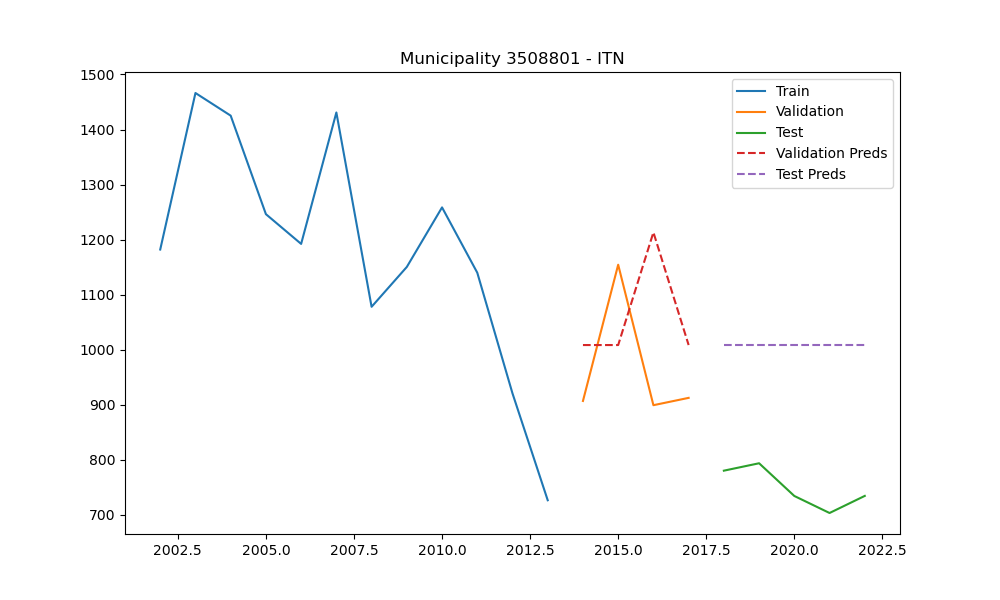 Municipality 3508801 - ITN
1500
1400
1300
1200
1100
1000
900
800
700
Train
Validation
Test
Validation Preds
Test Preds
2002.5 2005.0 2007.5 2010.0 2012.5 2015.0 2017.5 2020.0 2022.5